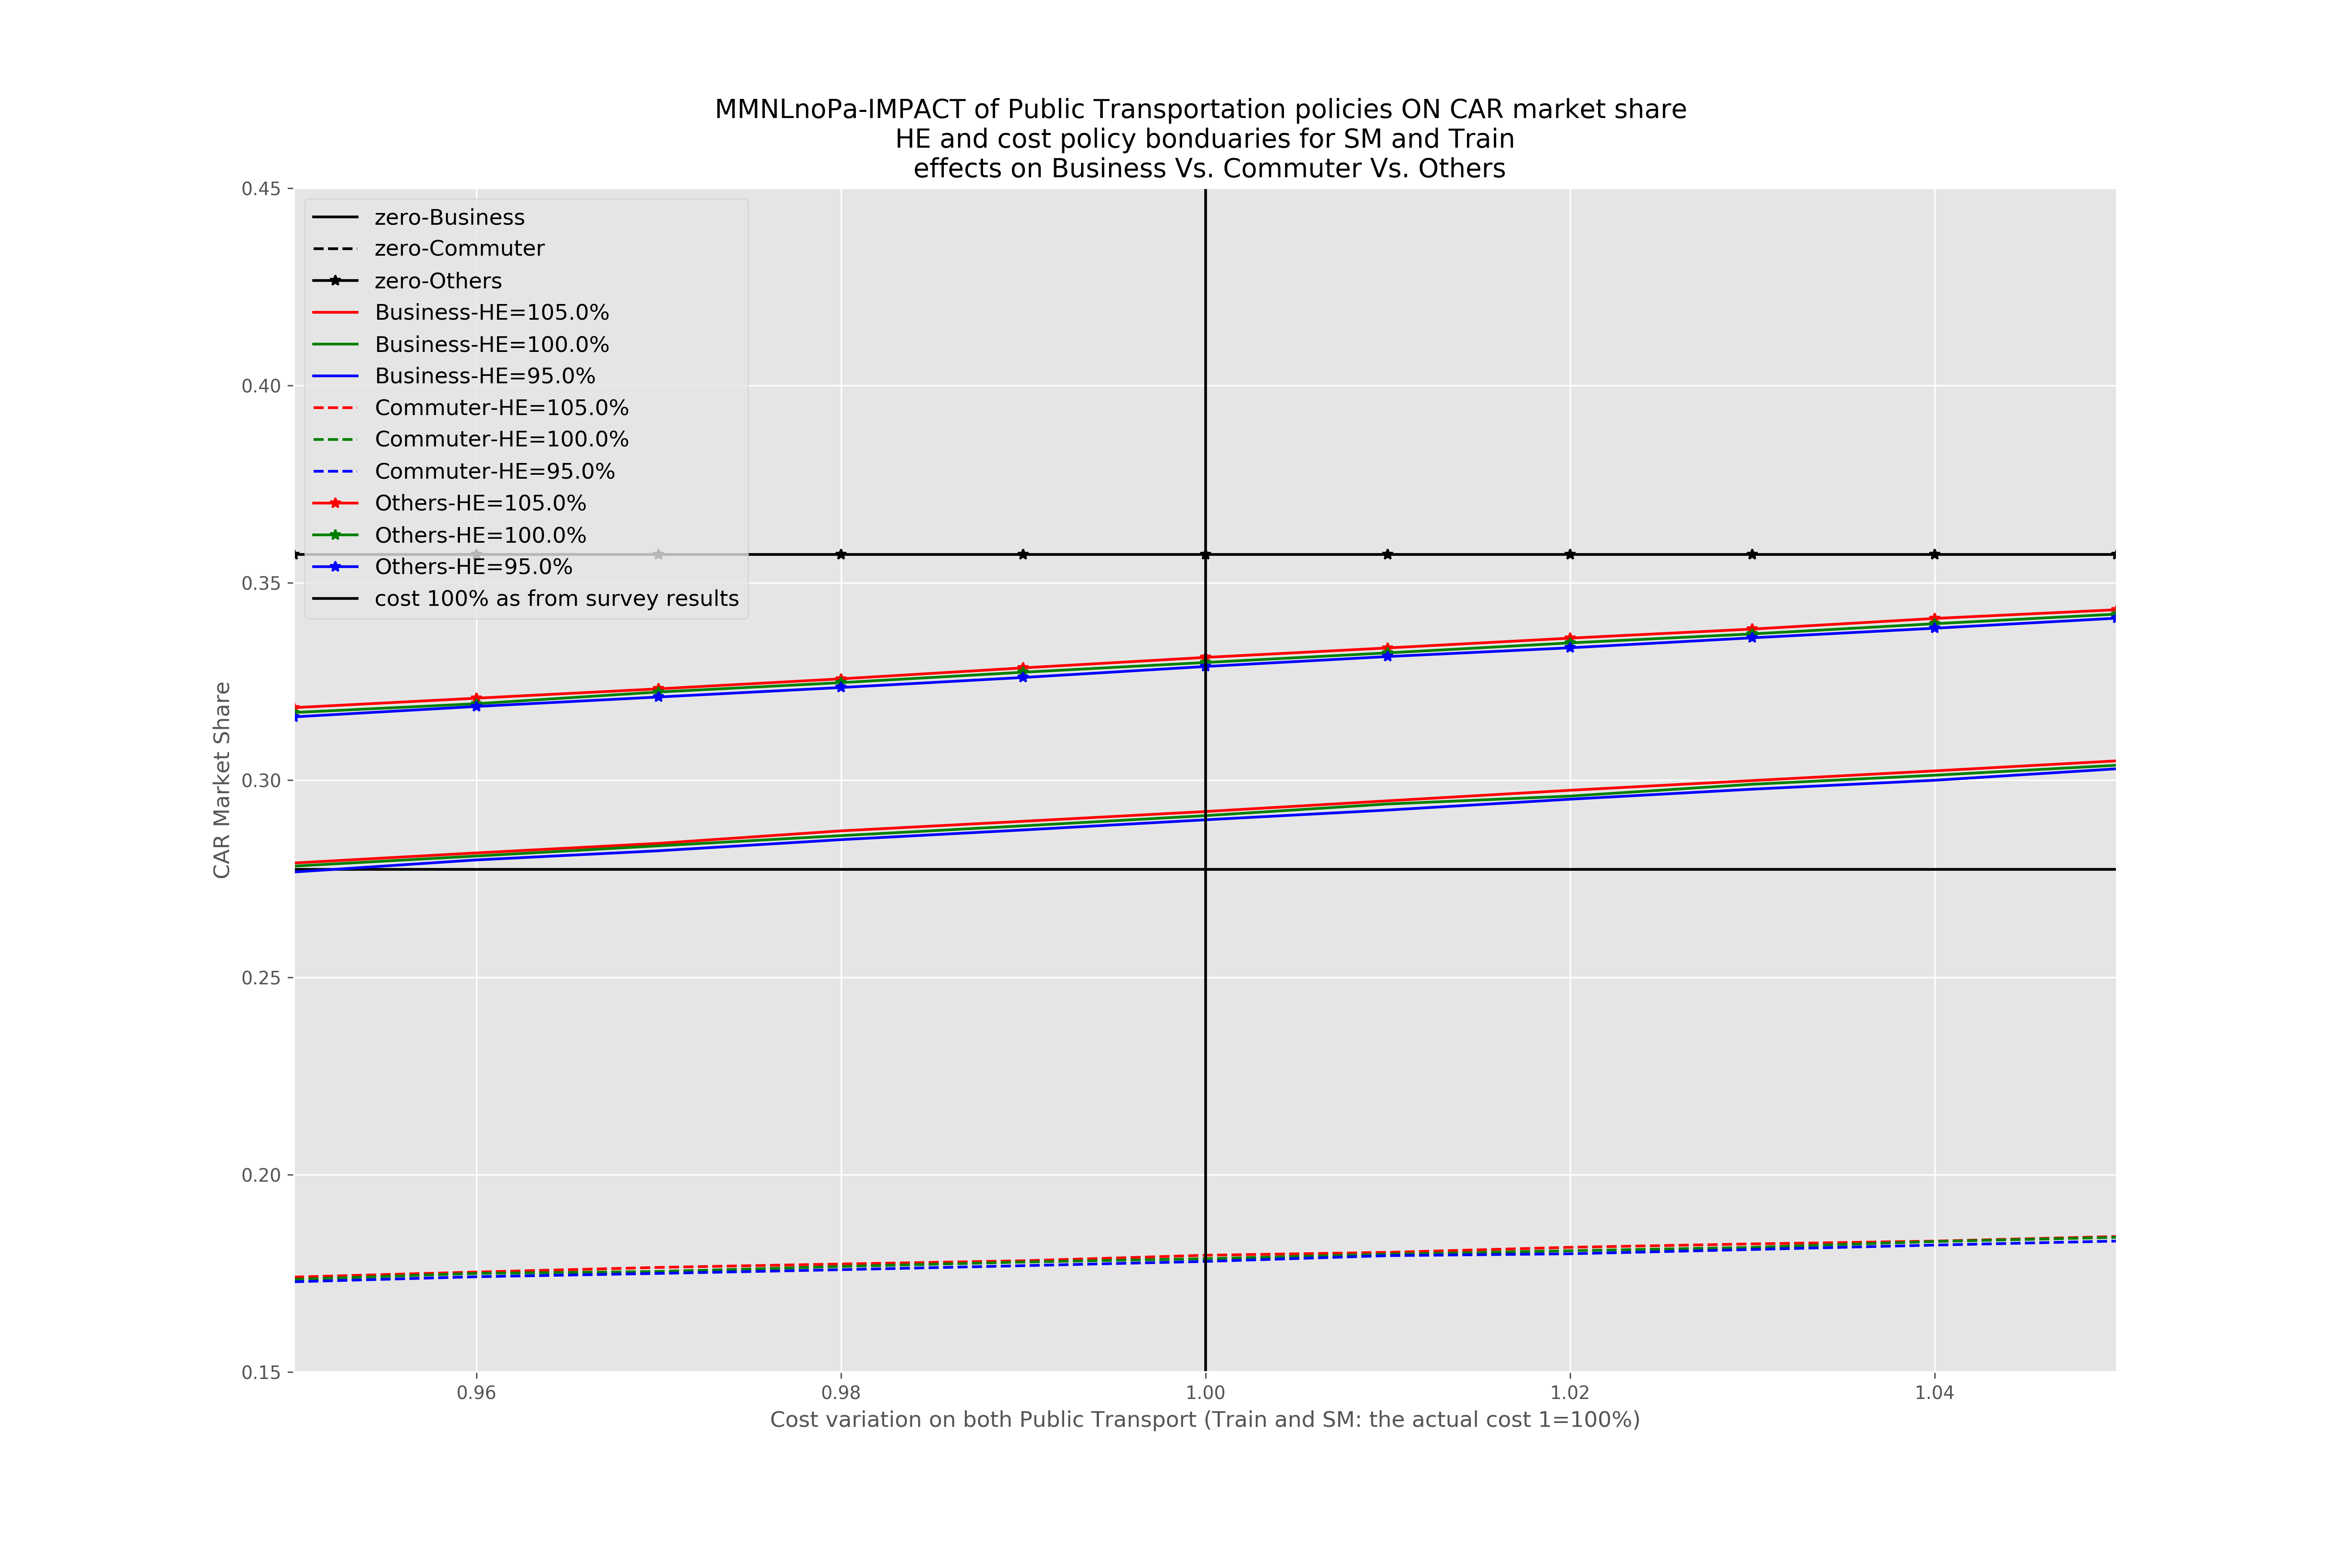 MMNLnoPa-IMPACT of Public Transportation policies ON CAR market share
HE and cost policy bonduaries for SM and Train
effects on Business Vs. Commuter Vs. Others
0.45
0.40
0.35
0.30
0.25
0.20
0.15
CAR Market Share
zero-Business
zero-Commuter
zero-Others
Business-HE=105.0%
Business-HE=100.0%
Business-HE=95.0%
Commuter-HE=105.0%
Commuter-HE=100.0%
Commuter-HE=95.0%
Others-HE=105.0%
Others-HE=100.0%
Others-HE=95.0%
cost 100% as from survey results
0.96 0.98 1.00 1.02 1.04
Cost variation on both Public Transport (Train and SM: the actual cost 1=100%)